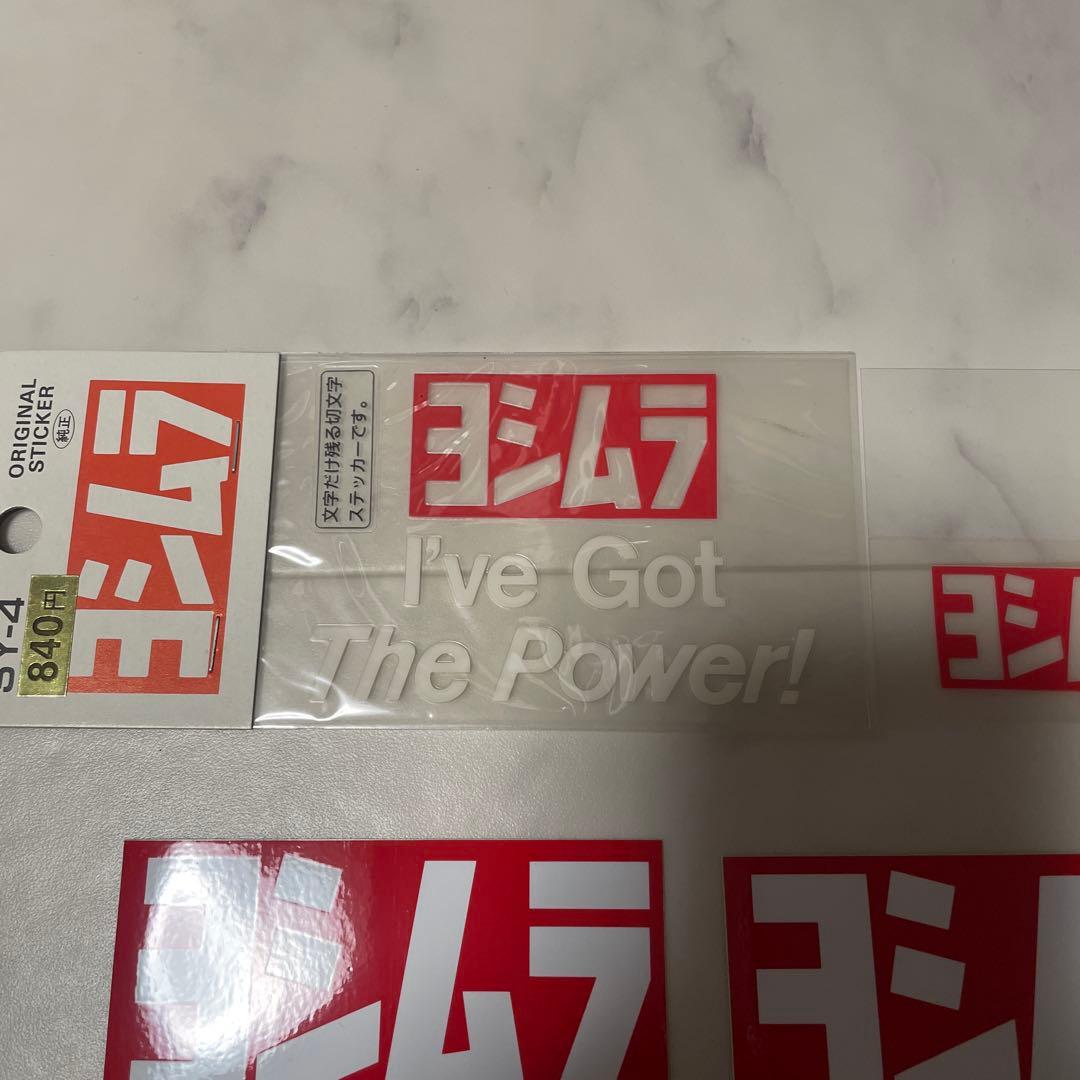 ORIGINAL
STICKER
純正
ヨシムラ
SY-4
840円
文字だけ残る切文字
ステッカーです。
ヨシムラ
I've Got
The Power!
ヨシム
ヨシムラ
ヨシ